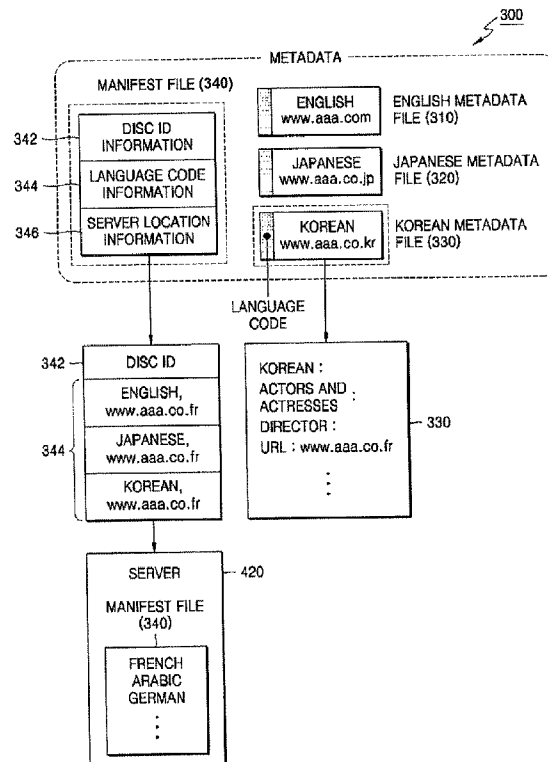 300
METADATA
MANIFEST FILE (340)
342
DISC ID
INFORMATION
344
LANGUAGE CODE
INFORMATION
346
SERVER LOCATION
INFORMATION
ENGLISH
www.aaa.com
ENGLISH METADATA
FILE (310)
JAPANESE
www.aaa.co.jp
JAPANESE METADATA
FILE (320)
KOREAN
www.aaa.co.kr
KOREAN METADATA
FILE (330)
LANGUAGE
CODE
342
DISC ID
344
ENGLISH,
www.aaa.co.fr
JAPANESE,
www.aaa.co.fr
KOREAN,
www.aaa.co.fr
KOREAN :
ACTORS AND
ACTRESSES :
DIRECTOR :
URL : www.aaa.co.fr
330
SERVER
420
MANIFEST FILE
(340)
FRENCH
ARABIC
GERMAN